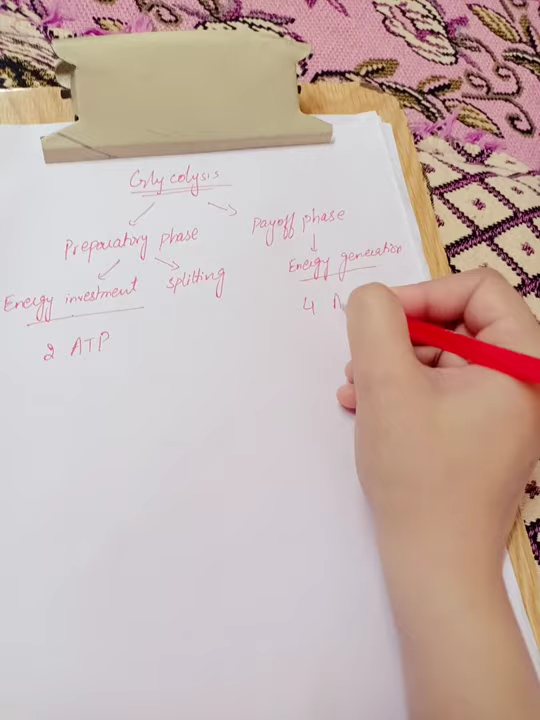 Glycolysis
Preparatory phase
Payoff phase
Energy investment
splitting
Energy generation
2 ATP
4 A